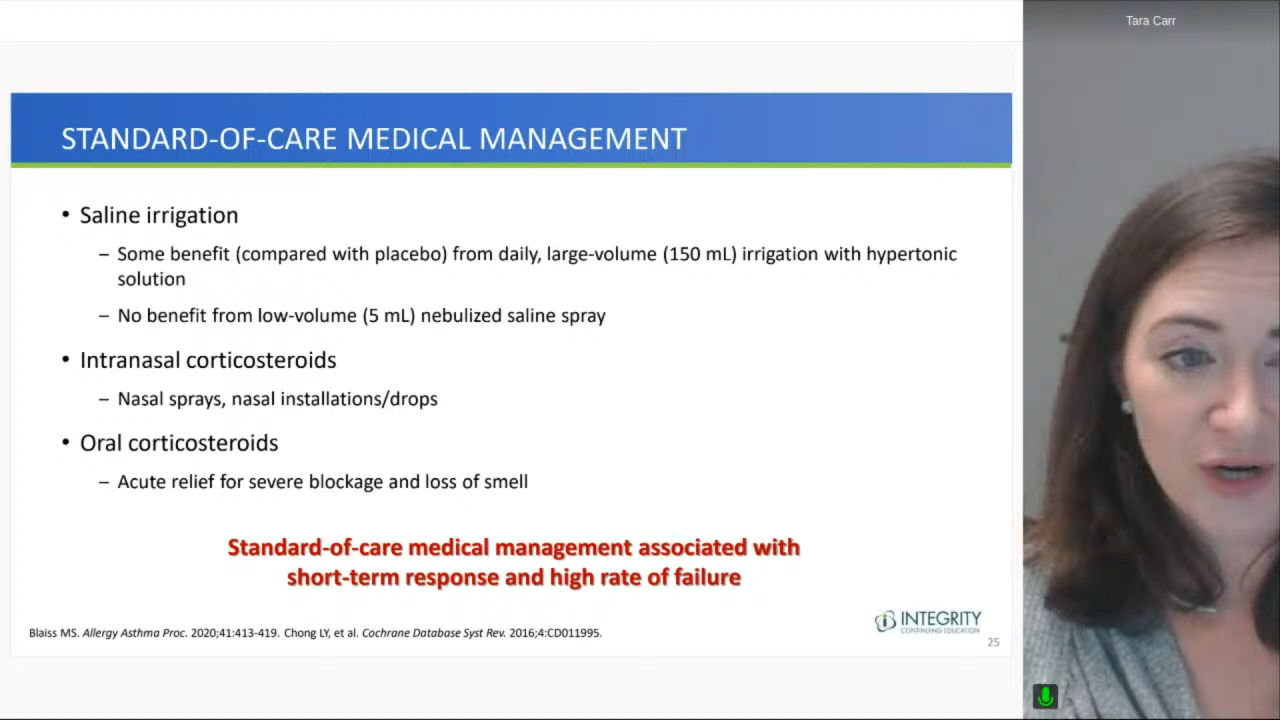 Tara Carr
STANDARD-OF-CARE MEDICAL MANAGEMENT
• Saline irrigation
– Some benefit (compared with placebo) from daily, large-volume (150 mL) irrigation with hypertonic
solution
– No benefit from low-volume (5 mL) nebulized saline spray
• Intranasal corticosteroids
– Nasal sprays, nasal installations/drops
• Oral corticosteroids
– Acute relief for severe blockage and loss of smell
Standard-of-care medical management associated with
short-term response and high rate of failure
Blaiss MS. Allergy Asthma Proc. 2020;41:413-419. Chong LY, et al. Cochrane Database Syst Rev. 2016;4:CD011995.
INTEGRITY
CONTINUING EDUCATION
25